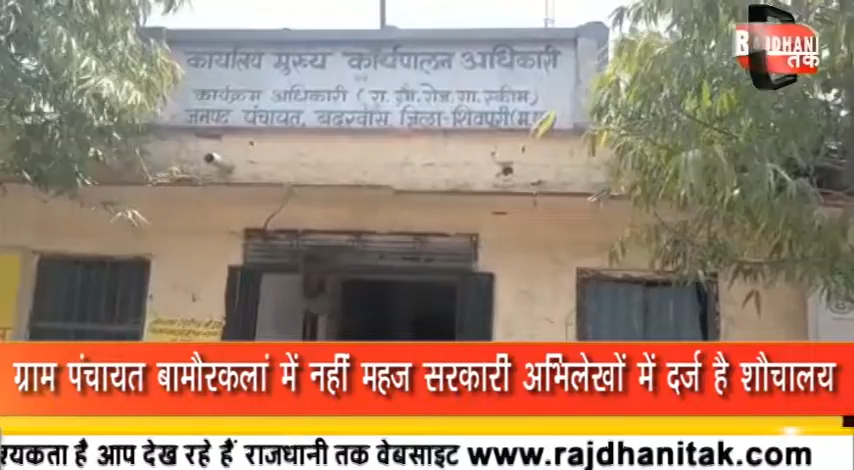 RAJDHANI
तक
कार्यालय मुख्य कार्यपालन अधिकारी
कार्यक्रम अधिकारी (रा.ग्रा.रोज.गा.स्कीम)
जनपद पंचायत, बदरवास जिला-शिवपुरी(म.प्र
ग्राम पंचायत बामौरकलां में नहीं महज सरकारी अभिलेखों में दर्ज है शौचालय
श्यकता है आप देख रहे हैं राजधानी तक वेबसाइट www.rajdhanitak.com